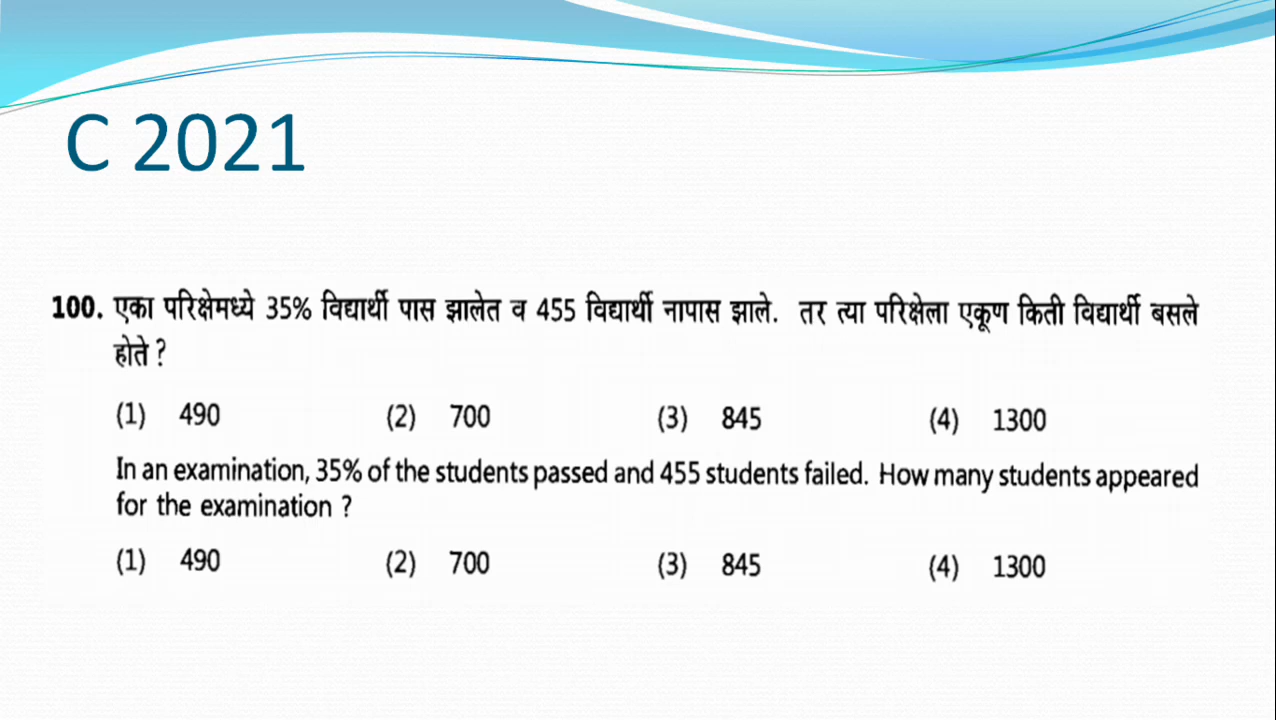 C 2021
100. एका परिक्षेमध्ये 35% विद्यार्थी पास झालेत व 455 विद्यार्थी नापास झाले. तर त्या परिक्षेला एकूण किती विद्यार्थी बसले
होते ?
(1) 490 (2) 700 (3) 845 (4) 1300
In an examination, 35% of the students passed and 455 students failed. How many students appeared
for the examination ?
(1) 490 (2) 700 (3) 845 (4) 1300